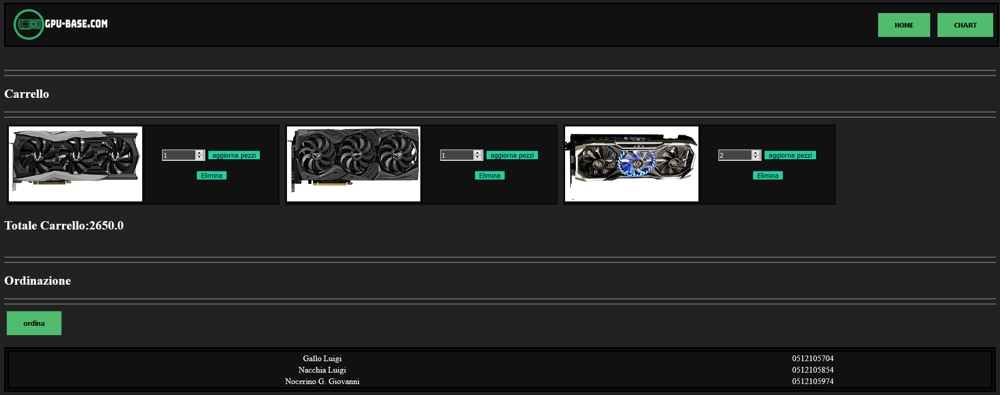 GPU-BASE.COM
HOME
CHART
Carrello
1
aggiorna pezzi
Elimina
1
aggiorna pezzi
Elimina
2
aggiorna pezzi
Elimina
Totale Carrello:2650.0
Ordinazione
ordina
Gallo Luigi 0512105704
Nacchia Luigi 0512105854
Nocerino G. Giovanni 0512105974